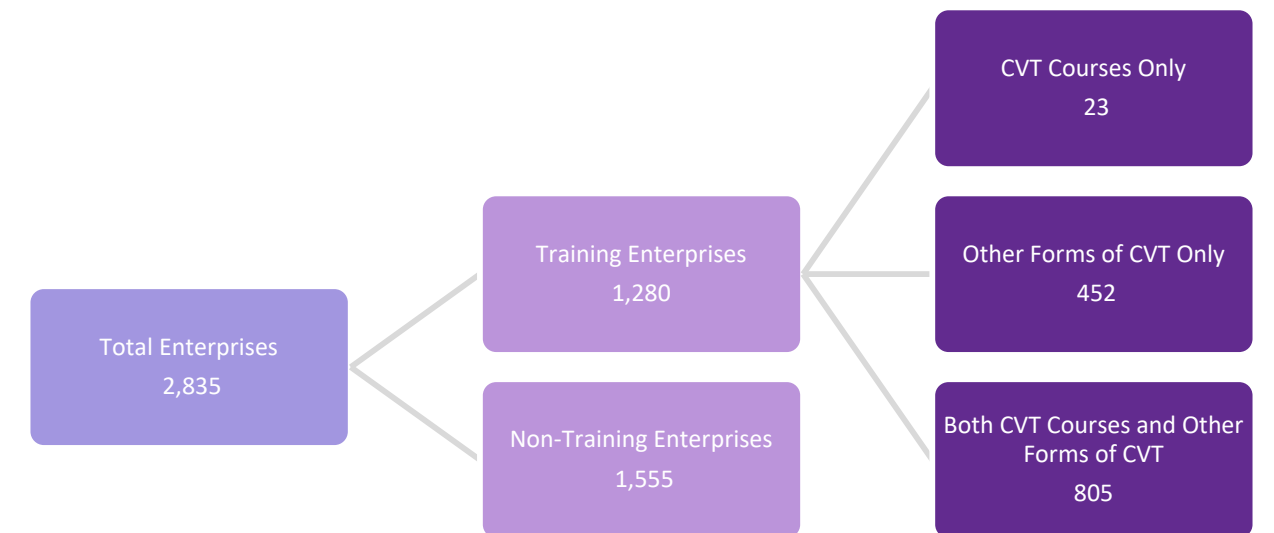 Total Enterprises
2,835
Training Enterprises
1,280
Non-Training Enterprises
1,555
CVT Courses Only
23
Other Forms of CVT Only
452
Both CVT Courses and Other
Forms of CVT
805